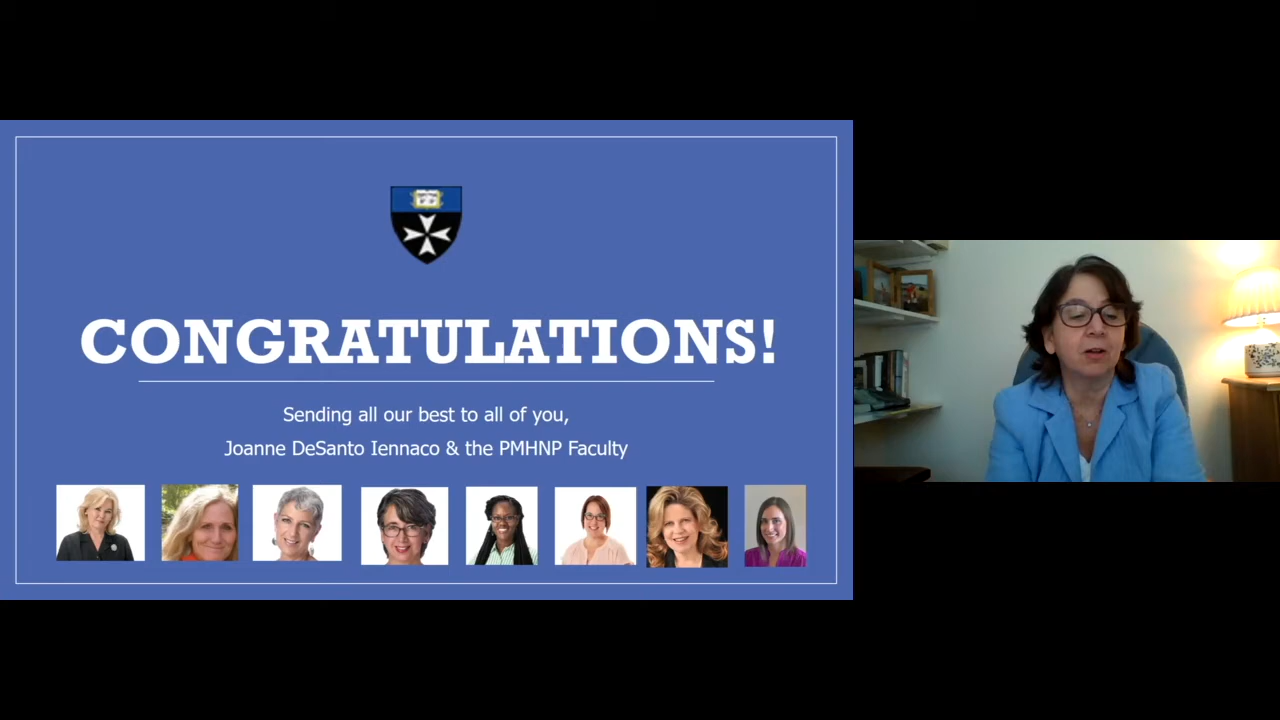 CONGRATULATIONS!
Sending all our best to all of you,
Joanne DeSanto Iennaco & the PMHNP Faculty